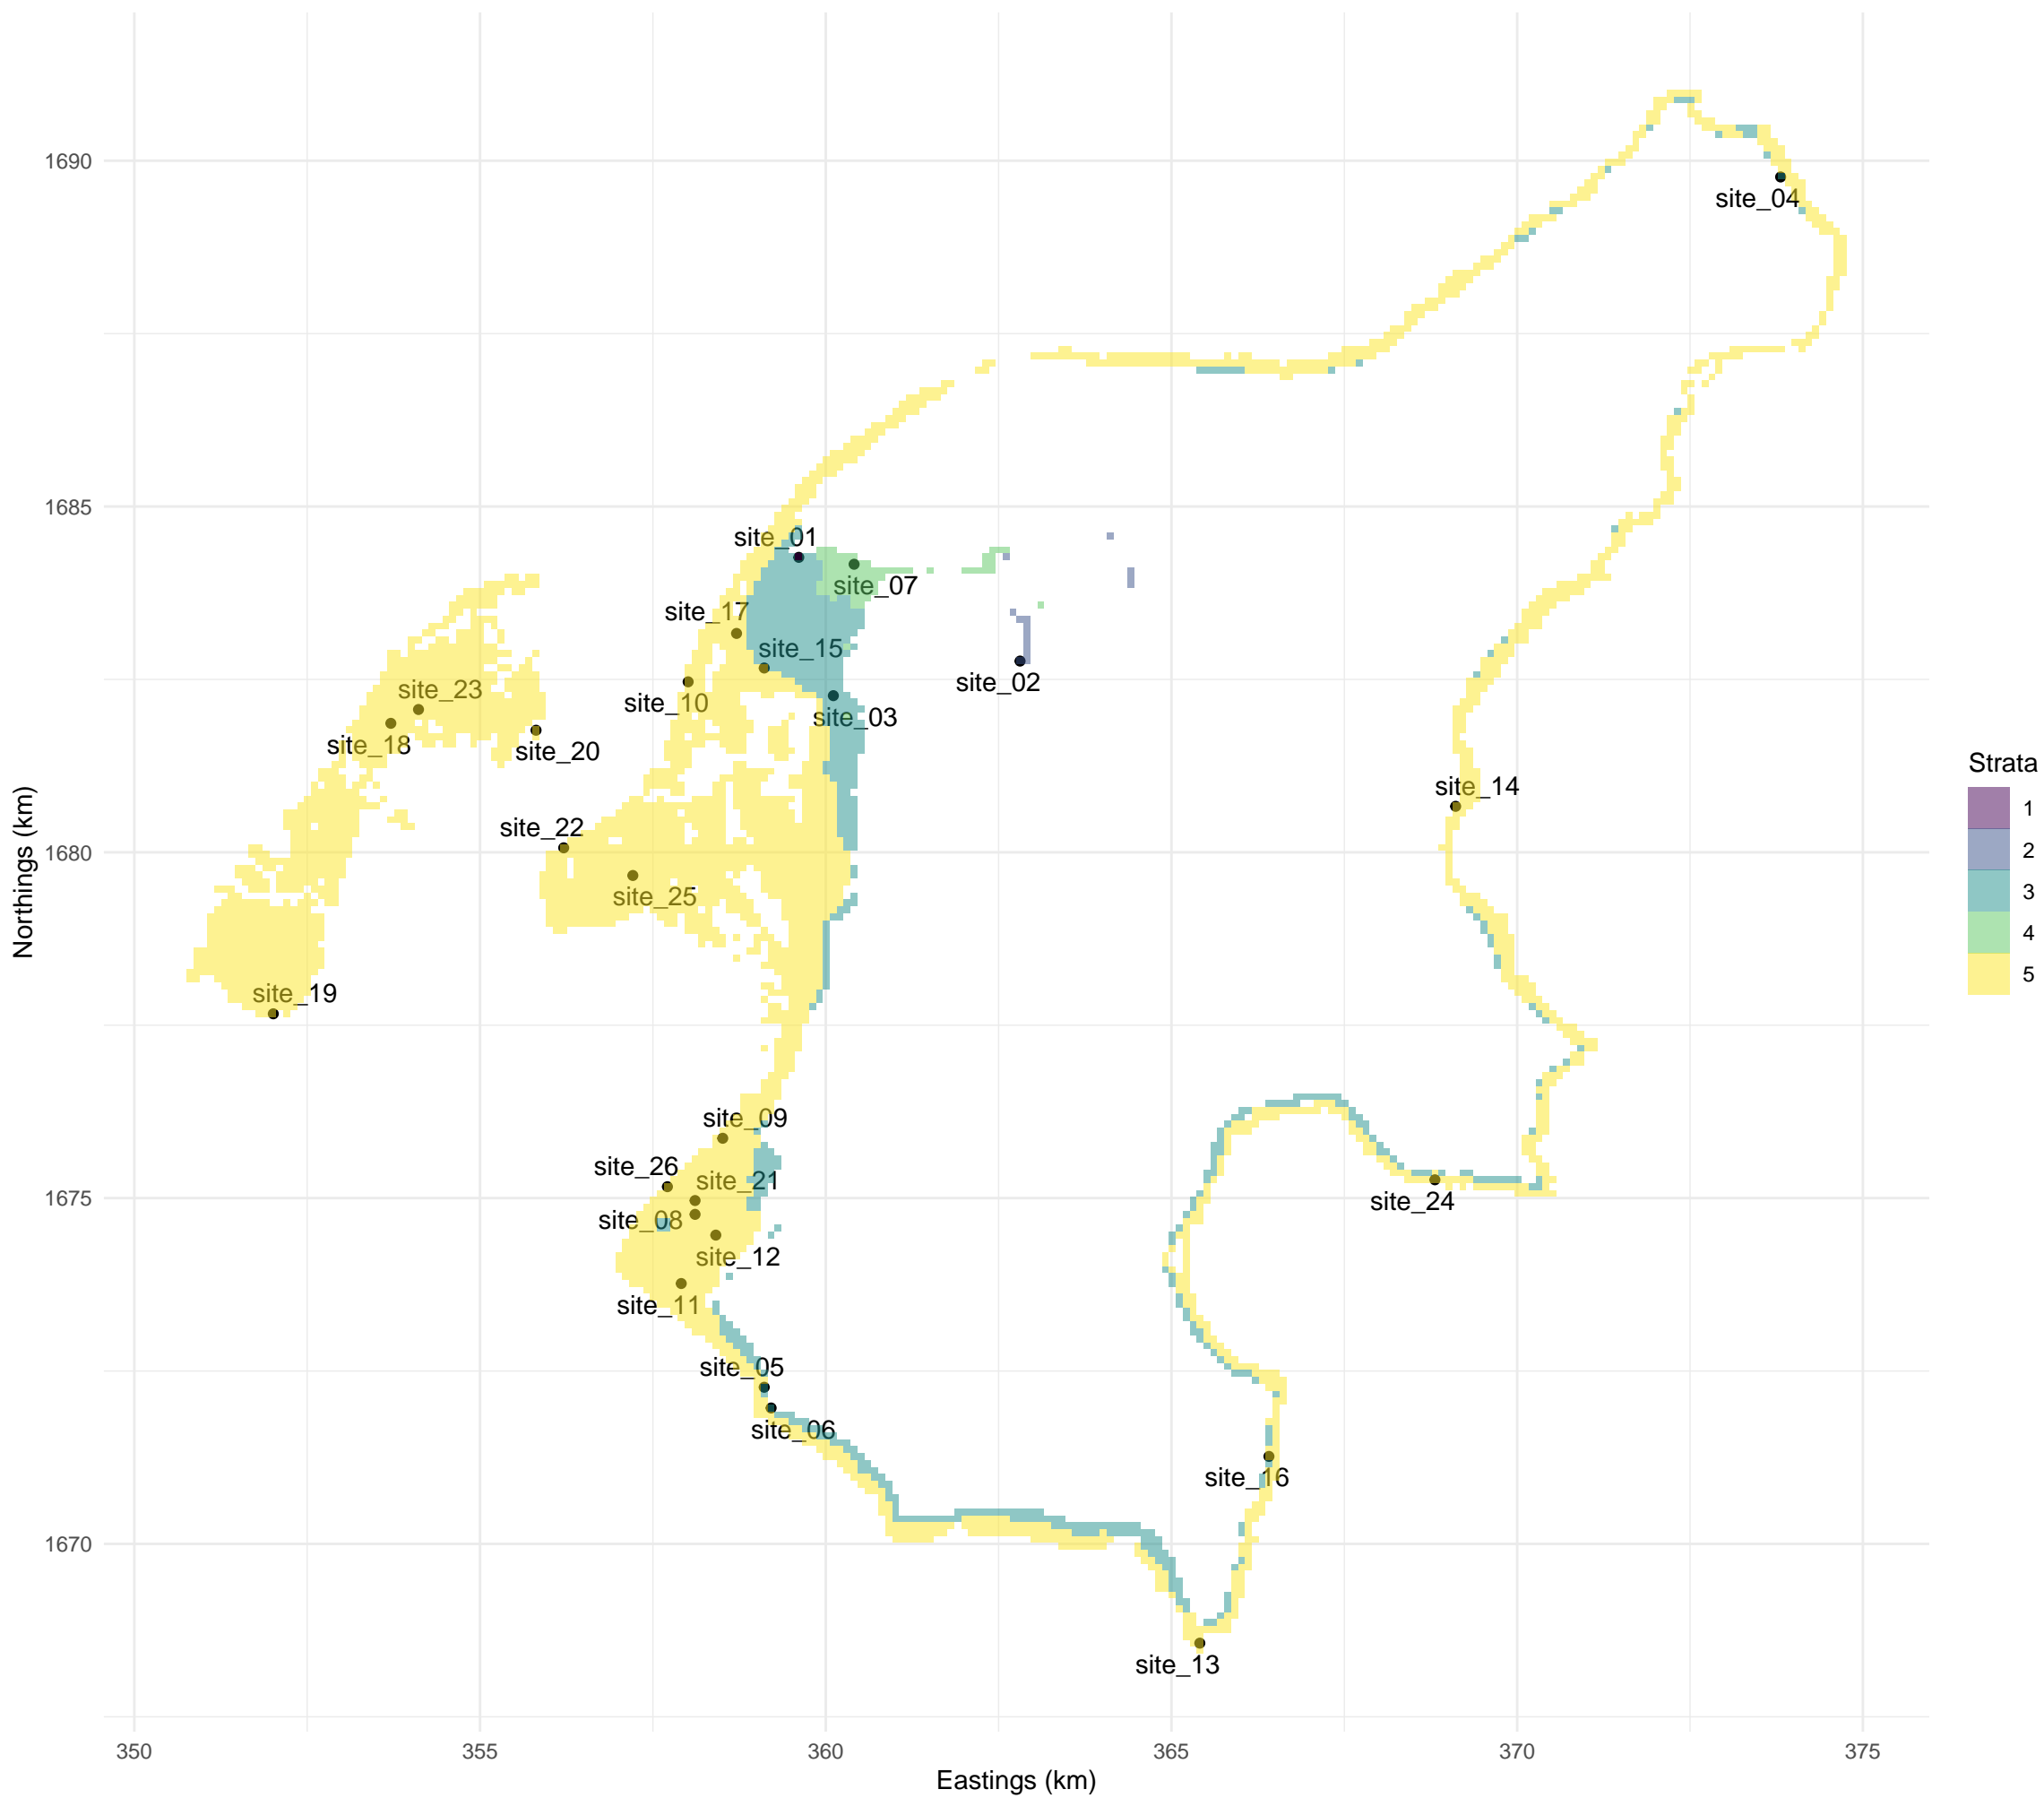 1690
1685
1680
1675
1670
Northings (km)
site_04
site_01
site_07
site_17
site_15
site_02
site_10
site_03
site_23
site_18
site_20
site_14
site_22
site_25
site_19
site_09
site_26
site_21
site_08
site_24
site_12
site_11
site_05
site_06
site_16
site_13
350
355
360
365
370
375
Eastings (km)
Strata
1
2
3
4
5